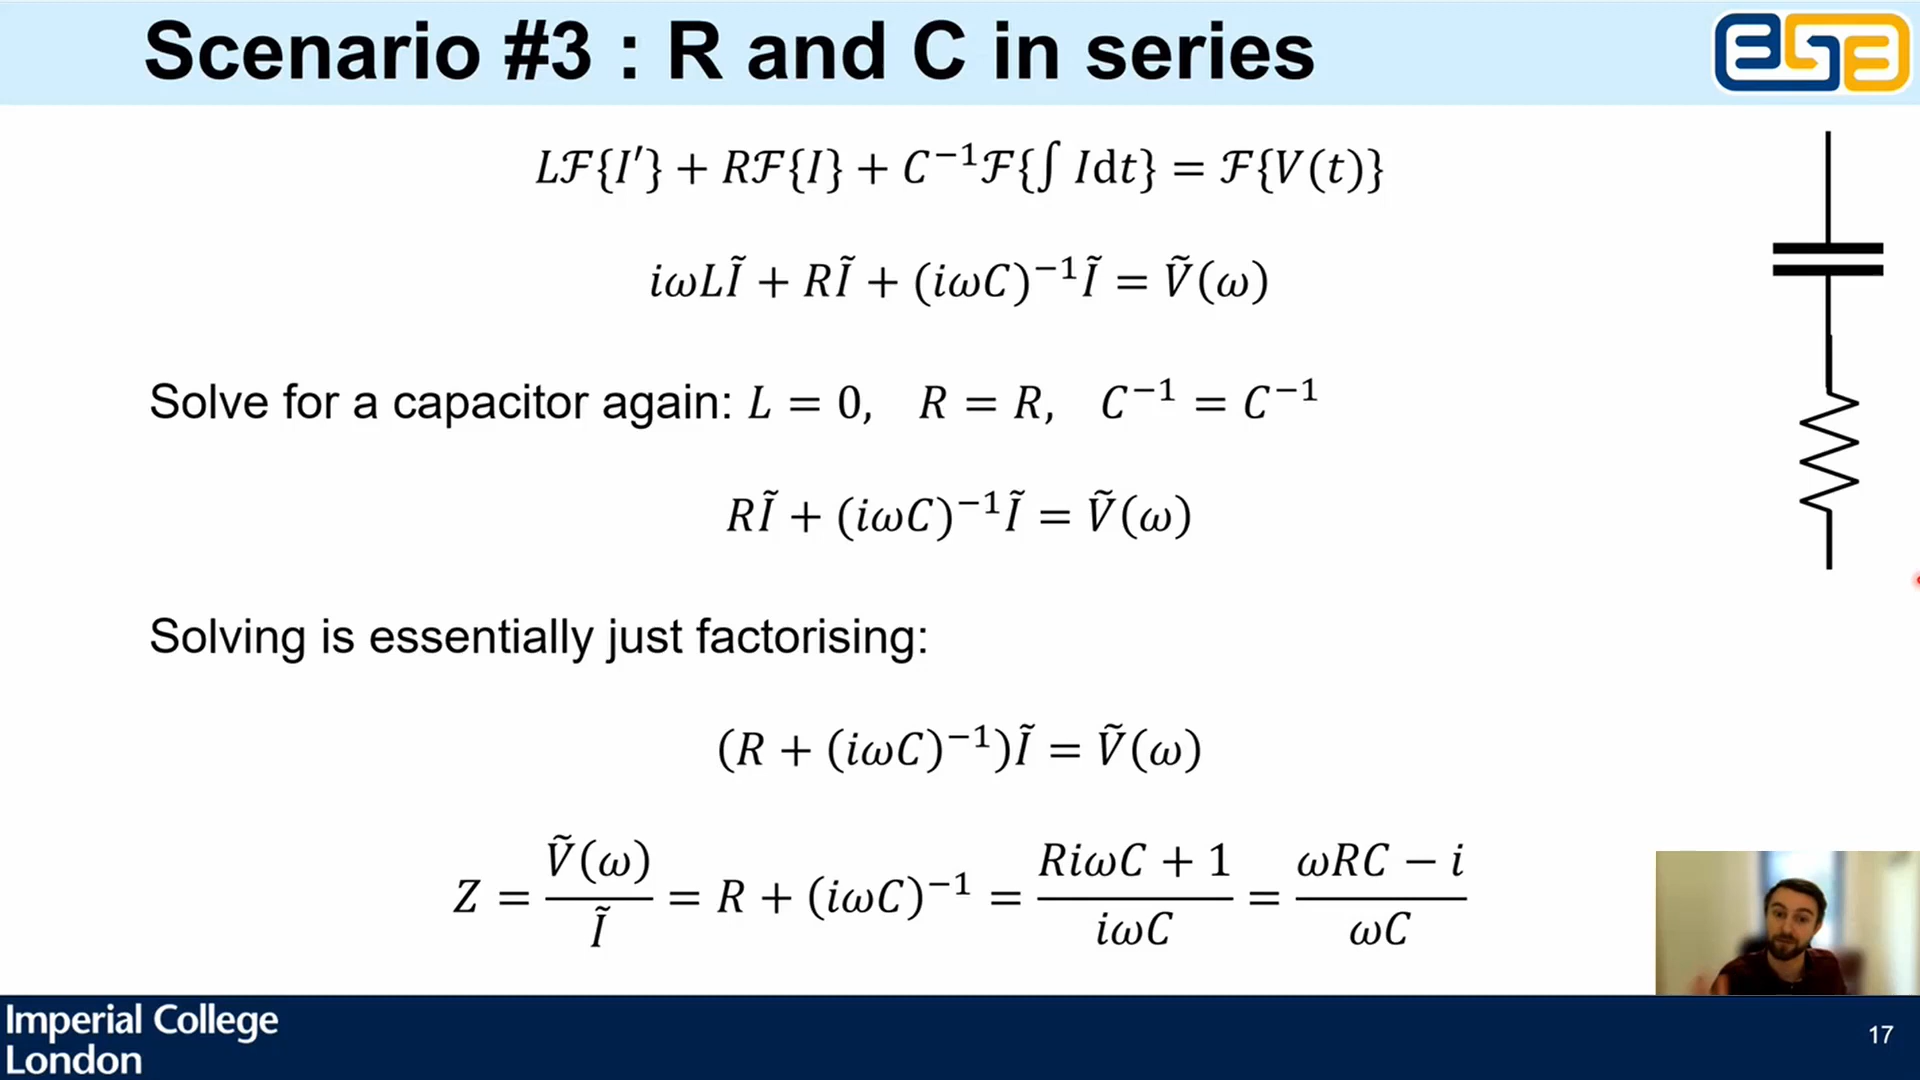 Scenario #3 : R and C in series
Lℱ{I′} + Rℱ{I} + C⁻¹ℱ{∫ Idt} = ℱ{V(t)}
iωLĨ + RĨ + (iωC)⁻¹Ĩ = Ṽ(ω)
Solve for a capacitor again: L = 0, R = R, C⁻¹ = C⁻¹
RĨ + (iωC)⁻¹Ĩ = Ṽ(ω)
Solving is essentially just factorising:
(R + (iωC)⁻¹)Ĩ = Ṽ(ω)
Z = Ṽ(ω)/Ĩ = R + (iωC)⁻¹ = (RiωC + 1)/(iωC) = (ωRC − i)/(ωC)
Imperial College
London
17